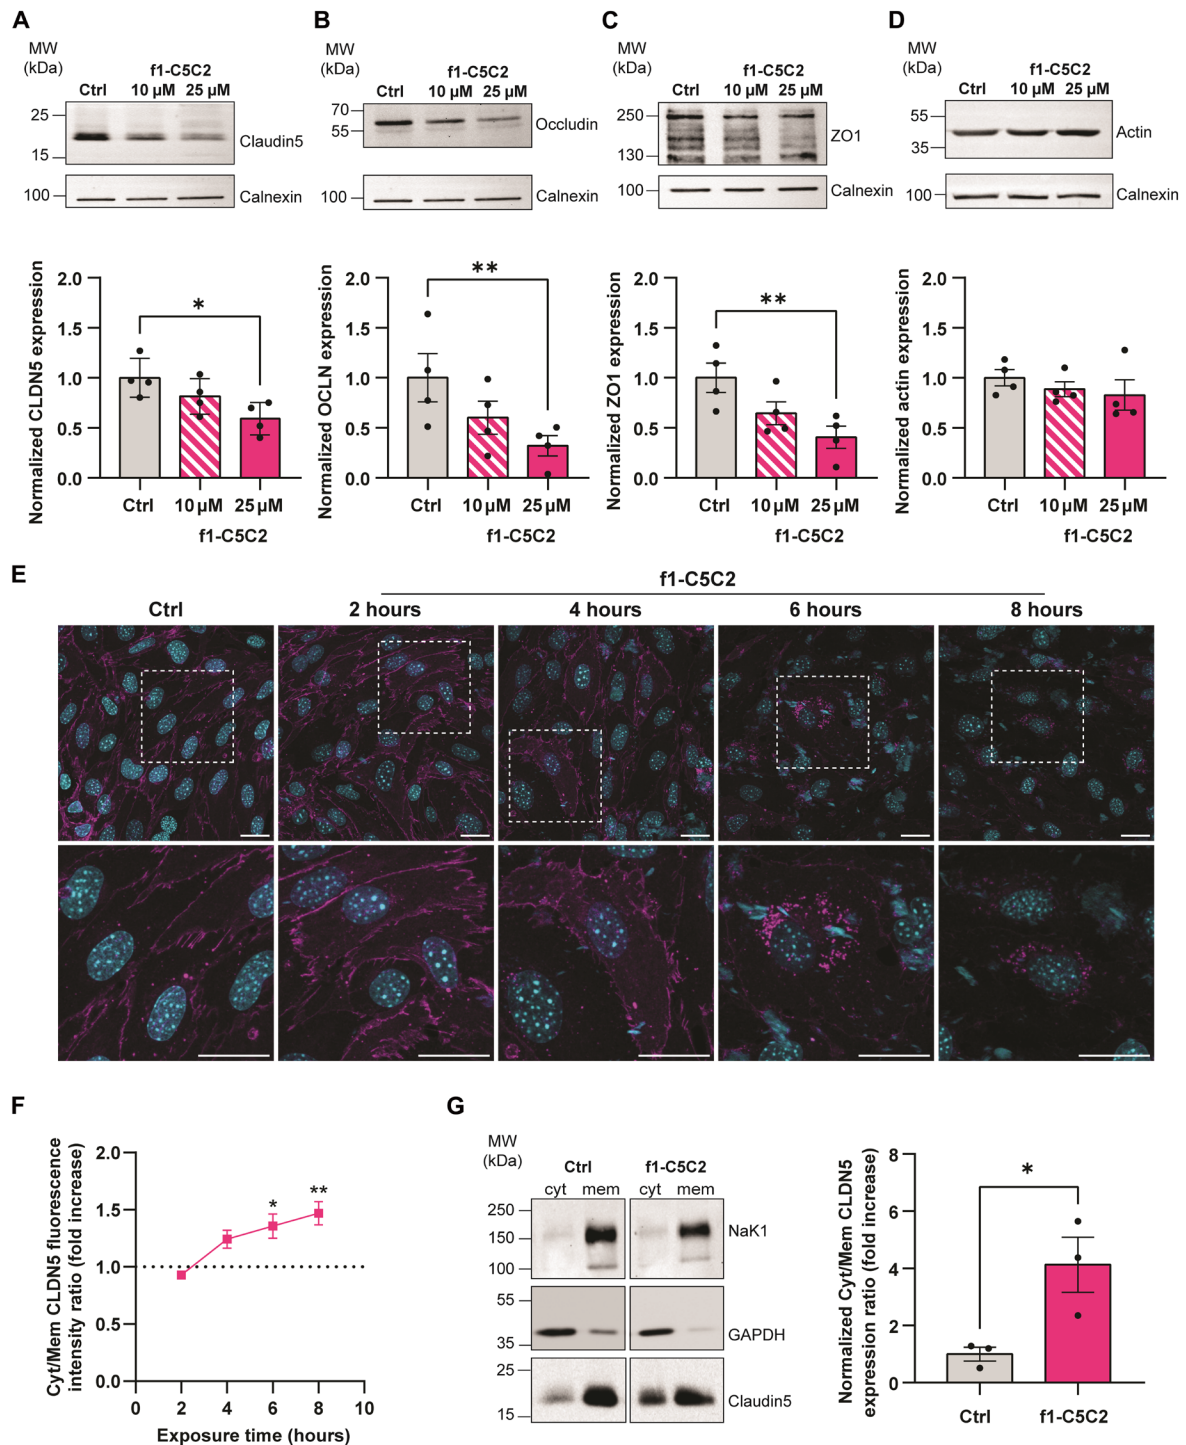 A
MW
(kDa)
f1-C5C2
Ctrl 10 µM 25 µM
25
15
Claudin5
100
Calnexin
Normalized CLDN5 expression
2.0
1.5
1.0
0.5
0.0
*
Ctrl 10 µM 25 µM
f1-C5C2
B
MW
(kDa)
f1-C5C2
Ctrl 10 µM 25 µM
70
55
Occludin
100
Calnexin
Normalized OCLN expression
2.0
1.5
1.0
0.5
0.0
**
Ctrl 10 µM 25 µM
f1-C5C2
C
MW
(kDa)
f1-C5C2
Ctrl 10 µM 25 µM
250
130
ZO1
100
Calnexin
Normalized ZO1 expression
2.0
1.5
1.0
0.5
0.0
**
Ctrl 10 µM 25 µM
f1-C5C2
D
MW
(kDa)
f1-C5C2
Ctrl 10 µM 25 µM
55
35
Actin
100
Calnexin
Normalized actin expression
2.0
1.5
1.0
0.5
0.0
Ctrl 10 µM 25 µM
f1-C5C2
E
f1-C5C2
Ctrl 2 hours 4 hours 6 hours 8 hours
F
Cyt/Mem CLDN5 fluorescence
intensity ratio (fold increase)
2.0
1.5
1.0
0.5
0.0
* **
0 2 4 6 8 10
Exposure time (hours)
G
MW
(kDa)
Ctrl f1-C5C2
cyt mem cyt mem
250
150
100
NaK1
55
35
GAPDH
25
15
Claudin5
Normalized Cyt/Mem CLDN5
expression ratio (fold increase)
8
6
4
2
0
*
Ctrl f1-C5C2